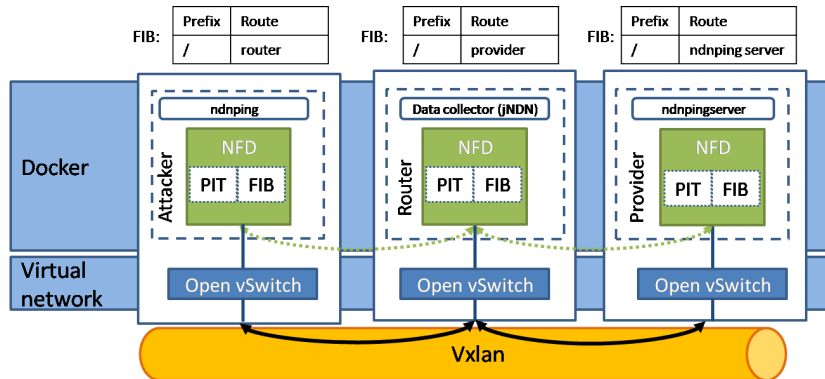 FIB:
Prefix Route
/ router
FIB:
Prefix Route
/ provider
FIB:
Prefix Route
/ ndnping server
Docker
Attacker
ndnping
NFD
PIT FIB
Router
Data collector (jNDN)
NFD
PIT FIB
Provider
ndnpingserver
NFD
PIT FIB
Virtual
network
Open vSwitch
Open vSwitch
Open vSwitch
Vxlan